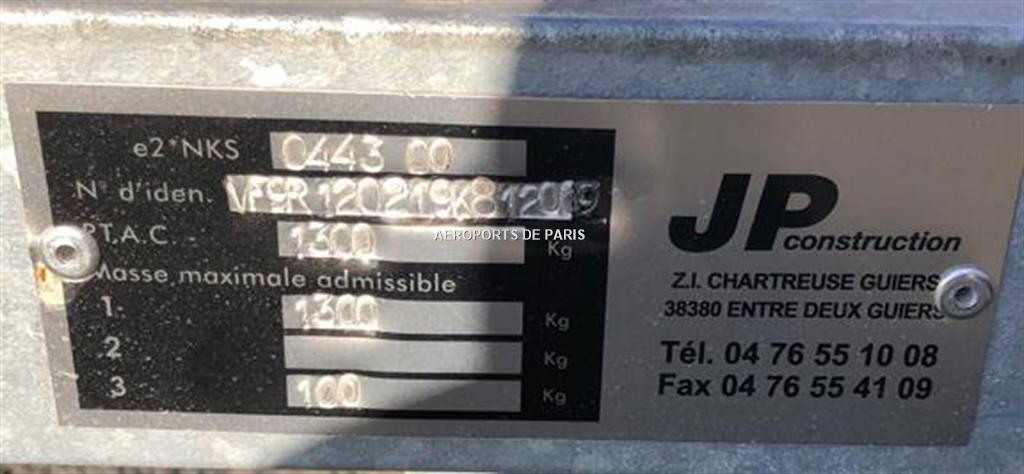 e2*NKS 0443 00
N° d'iden. VF9R120219K812069
P.T.A.C. 1300 Kg
AEROPORTS DE PARIS
Masse maximale admissible
1 1300 Kg
2 Kg
3 100 Kg
JP construction
Z.I. CHARTREUSE GUIERS
38380 ENTRE DEUX GUIERS
Tél. 04 76 55 10 08
Fax 04 76 55 41 09